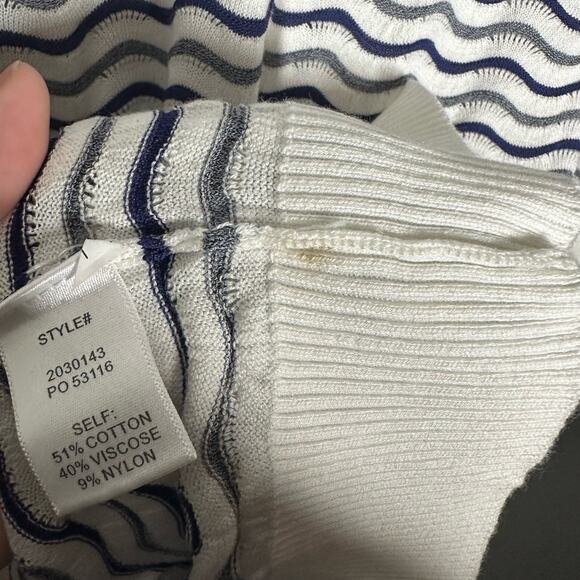 STYLE#
2030143
PO 53116
SELF:
51% COTTON
40% VISCOSE
9% NYLON